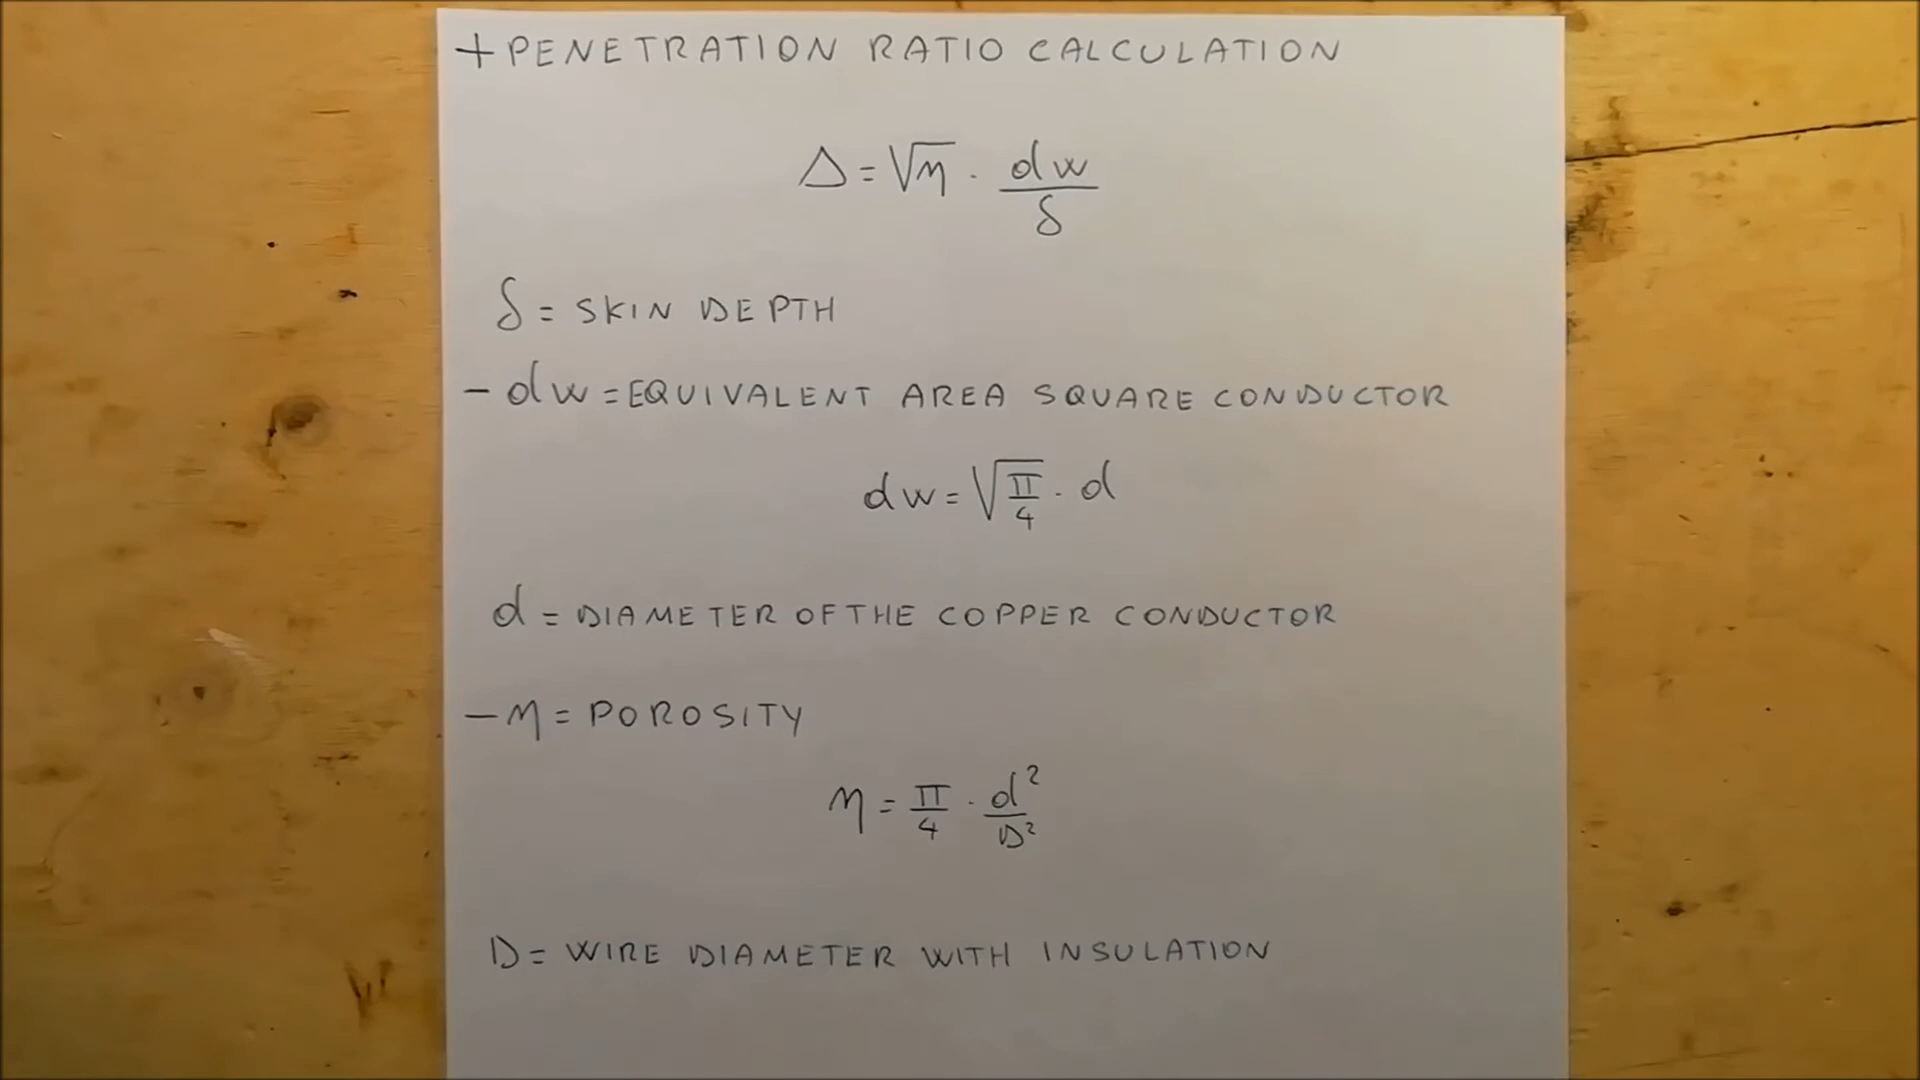 + PENETRATION RATIO CALCULATION
Δ = √η · dw/δ
δ = SKIN DEPTH
- dw = EQUIVALENT AREA SQUARE CONDUCTOR
dw = √(π/4) · d
d = DIAMETER OF THE COPPER CONDUCTOR
- η = POROSITY
η = π/4 · d²/D²
D = WIRE DIAMETER WITH INSULATION